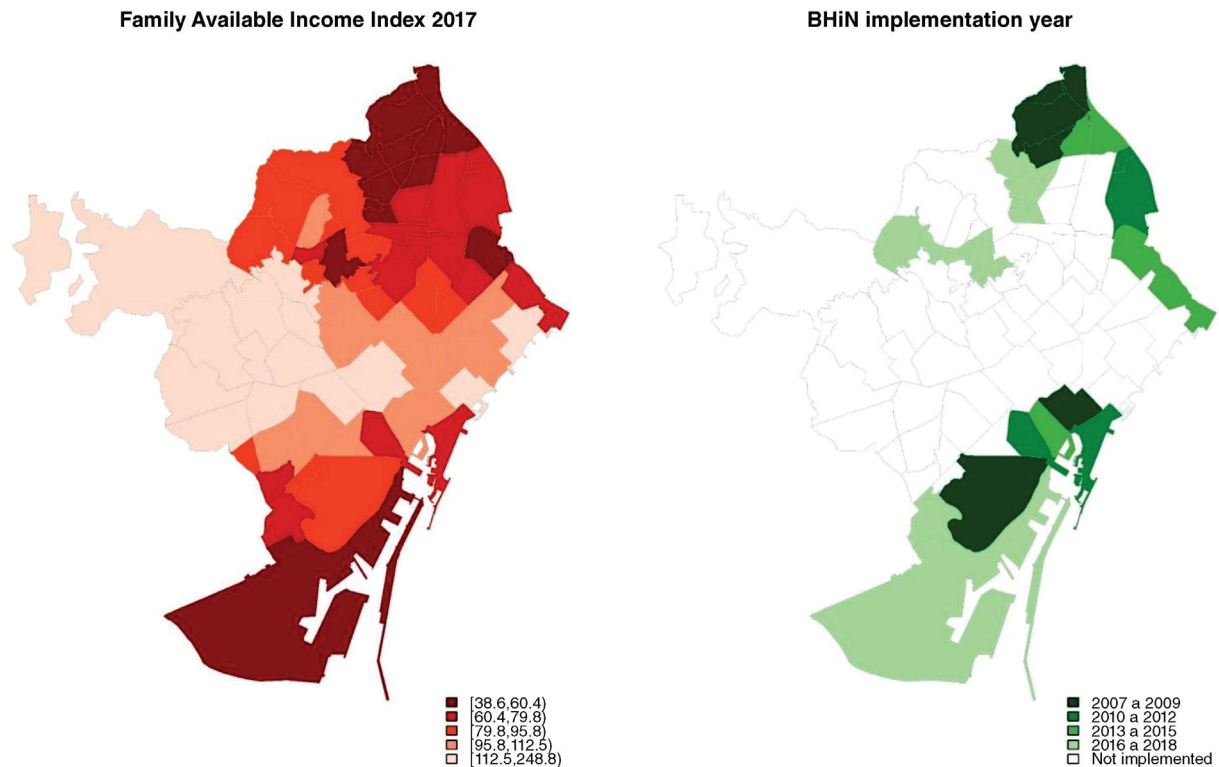 Family Available Income Index 2017
BHiN implementation year
[38.6,60.4)
[60.4,79.8)
[79.8,95.8)
[95.8,112.5)
[112.5,248.8)
2007 a 2009
2010 a 2012
2013 a 2015
2016 a 2018
Not implemented